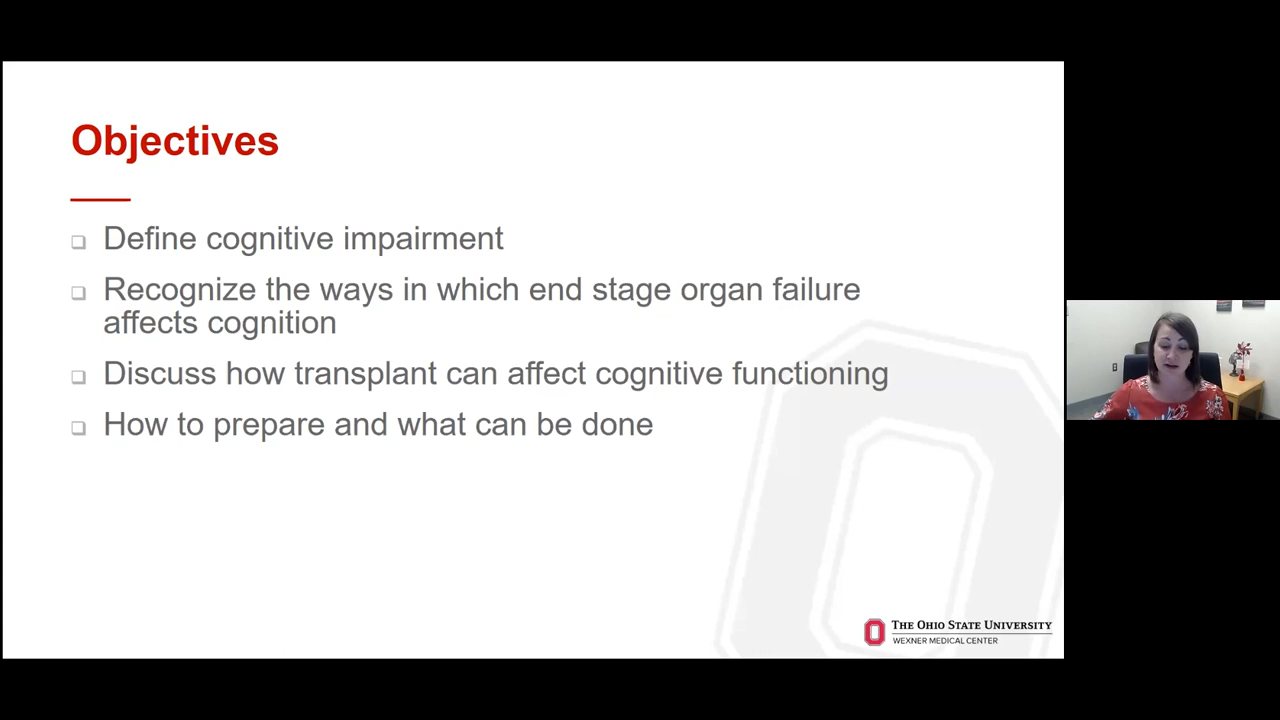 Objectives
Define cognitive impairment
Recognize the ways in which end stage organ failure
affects cognition
Discuss how transplant can affect cognitive functioning
How to prepare and what can be done
THE OHIO STATE UNIVERSITY
WEXNER MEDICAL CENTER